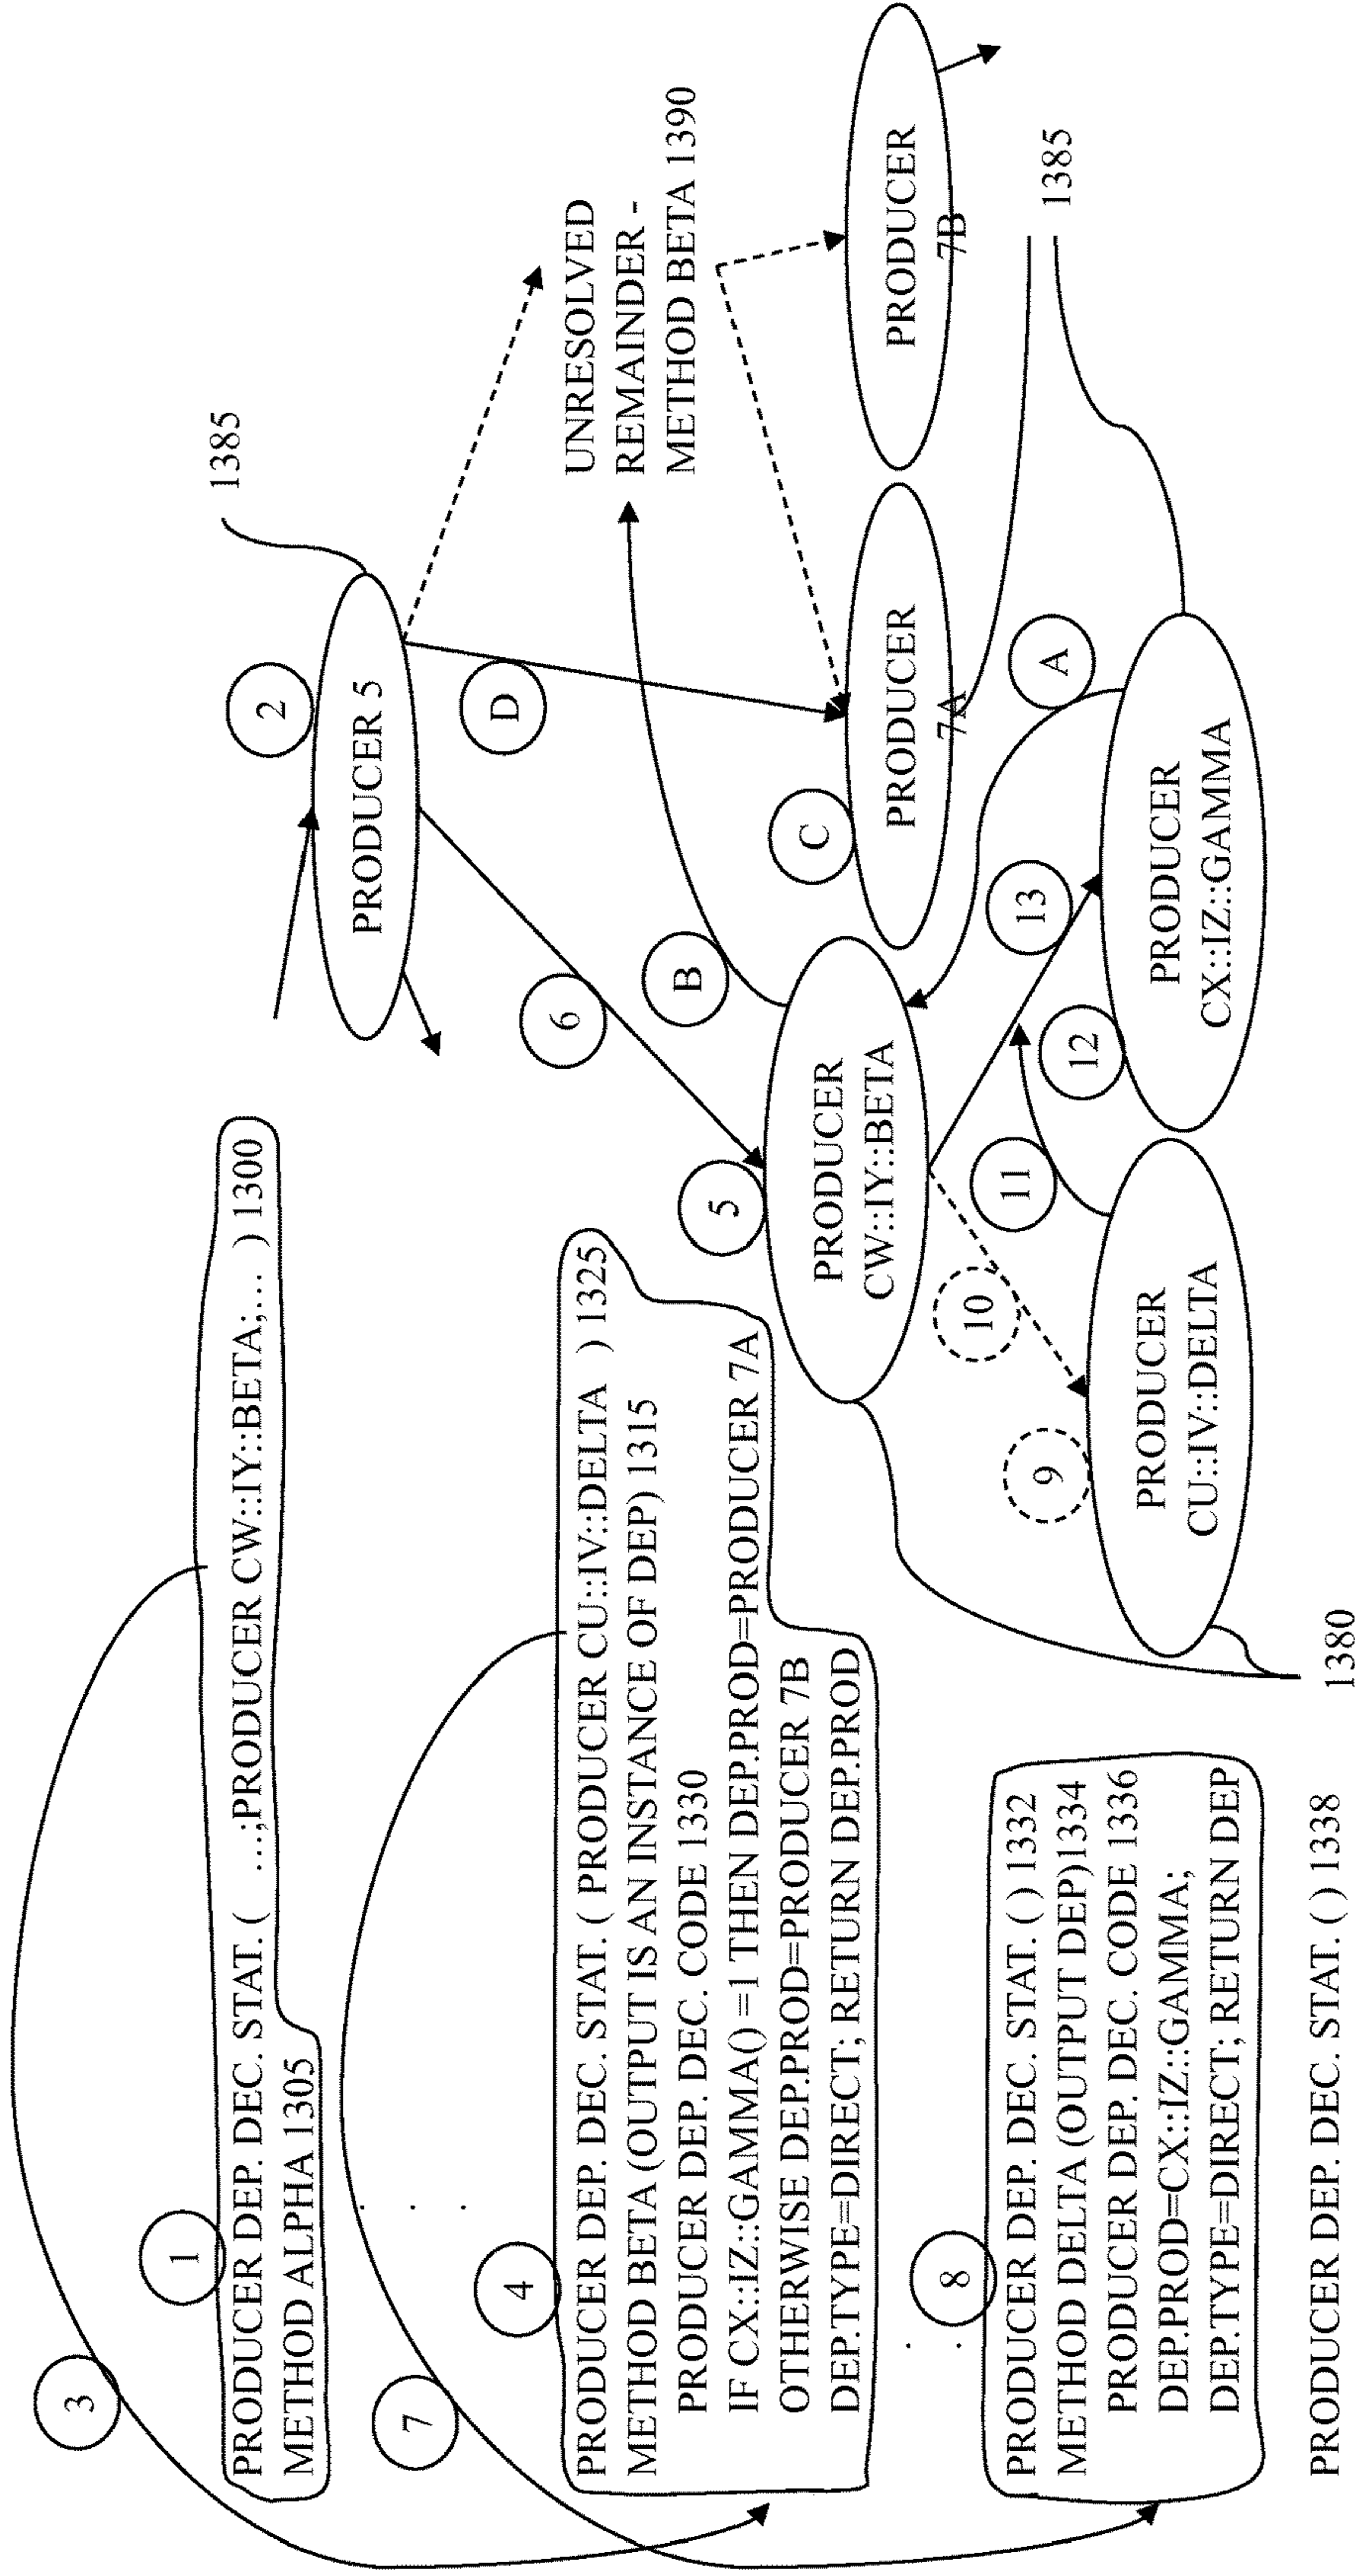 3
1
PRODUCER DEP. DEC. STAT. ( ...;PRODUCER CW::IY::BETA;... ) 1300
METHOD ALPHA 1305
7
4
PRODUCER DEP. DEC. STAT. ( PRODUCER CU::IV::DELTA ) 1325
METHOD BETA (OUTPUT IS AN INSTANCE OF DEP) 1315
PRODUCER DEP. DEC. CODE 1330
IF CX::IZ::GAMMA() =1 THEN DEP.PROD=PRODUCER 7A
OTHERWISE DEP.PROD=PRODUCER 7B
DEP.TYPE=DIRECT; RETURN DEP.PROD
8
PRODUCER DEP. DEC. STAT. ( ) 1332
METHOD DELTA (OUTPUT DEP)1334
PRODUCER DEP. DEC. CODE 1336
DEP.PROD=CX::IZ::GAMMA;
DEP.TYPE=DIRECT; RETURN DEP
PRODUCER DEP. DEC. STAT. ( ) 1338
1385
2
PRODUCER 5
D
6
UNRESOLVED
REMAINDER -
METHOD BETA 1390
B
5
C
PRODUCER
CW::IY::BETA
PRODUCER
7A
PRODUCER
7B
1385
A
13
12
11
10
9
PRODUCER
CU::IV::DELTA
PRODUCER
CX::IZ::GAMMA
1380